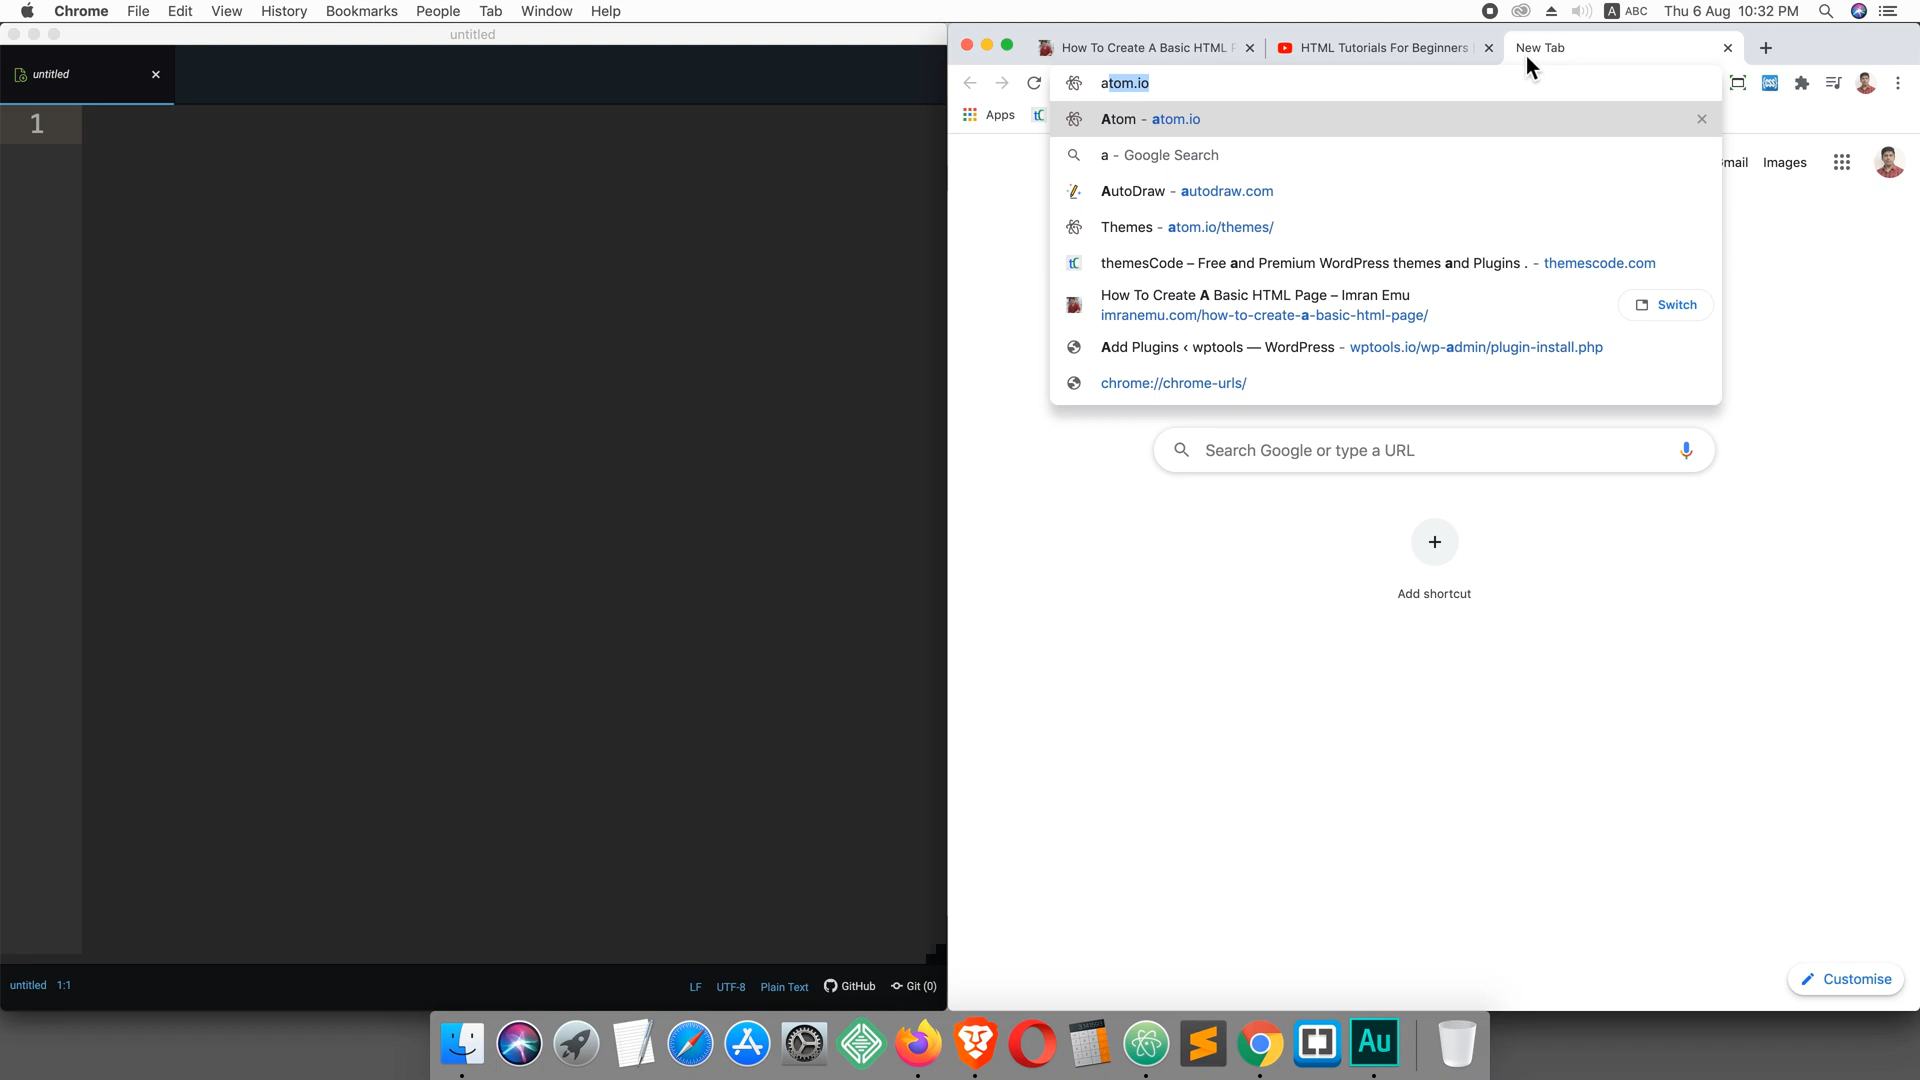 Chrome File Edit View History Bookmarks People Tab Window Help
A ABC Thu 6 Aug 10:32 PM
untitled
untitled
1
How To Create A Basic HTML P
HTML Tutorials For Beginners
New Tab
atom.io
Apps tC
Atom - atom.io
a - Google Search
AutoDraw - autodraw.com
Themes - atom.io/themes/
tC themesCode – Free and Premium WordPress themes and Plugins . - themescode.com
How To Create A Basic HTML Page – Imran Emu
imranemu.com/how-to-create-a-basic-html-page/
Switch
Add Plugins ‹ wptools — WordPress - wptools.io/wp-admin/plugin-install.php
chrome://chrome-urls/
mail Images
Search Google or type a URL
Add shortcut
Customise
untitled 1:1
LF UTF-8 Plain Text GitHub Git (0)
Au